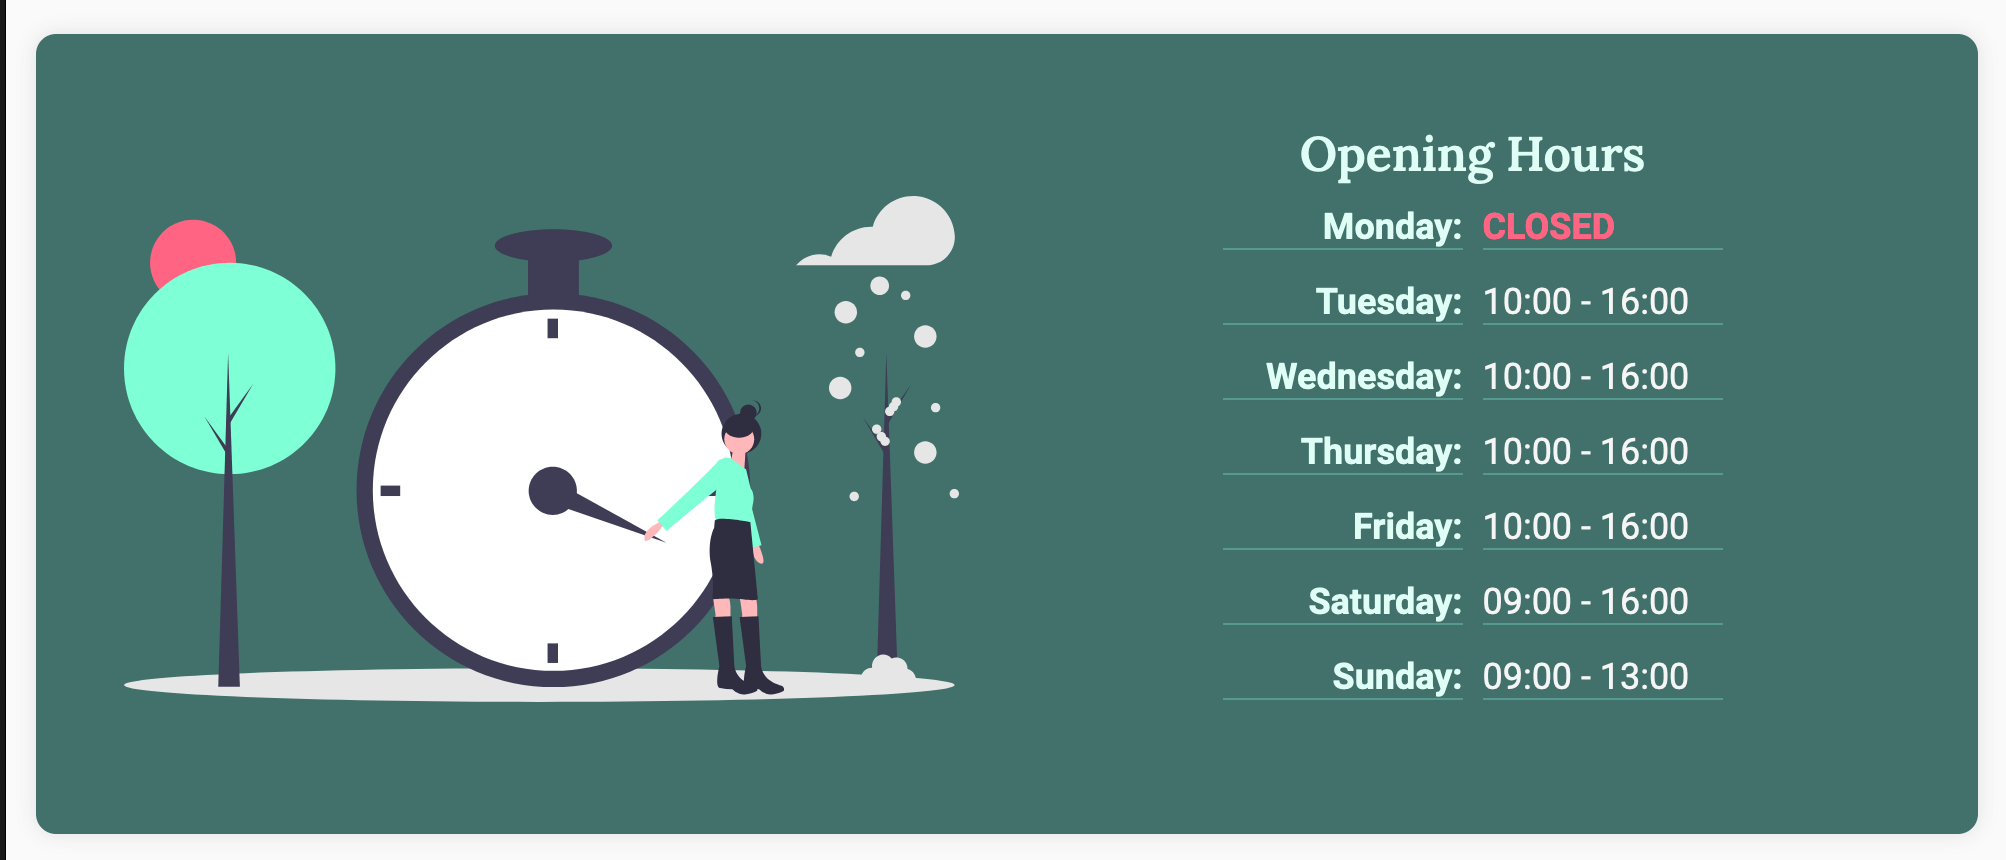 Opening Hours
Monday: CLOSED
Tuesday: 10:00 - 16:00
Wednesday: 10:00 - 16:00
Thursday: 10:00 - 16:00
Friday: 10:00 - 16:00
Saturday: 09:00 - 16:00
Sunday: 09:00 - 13:00